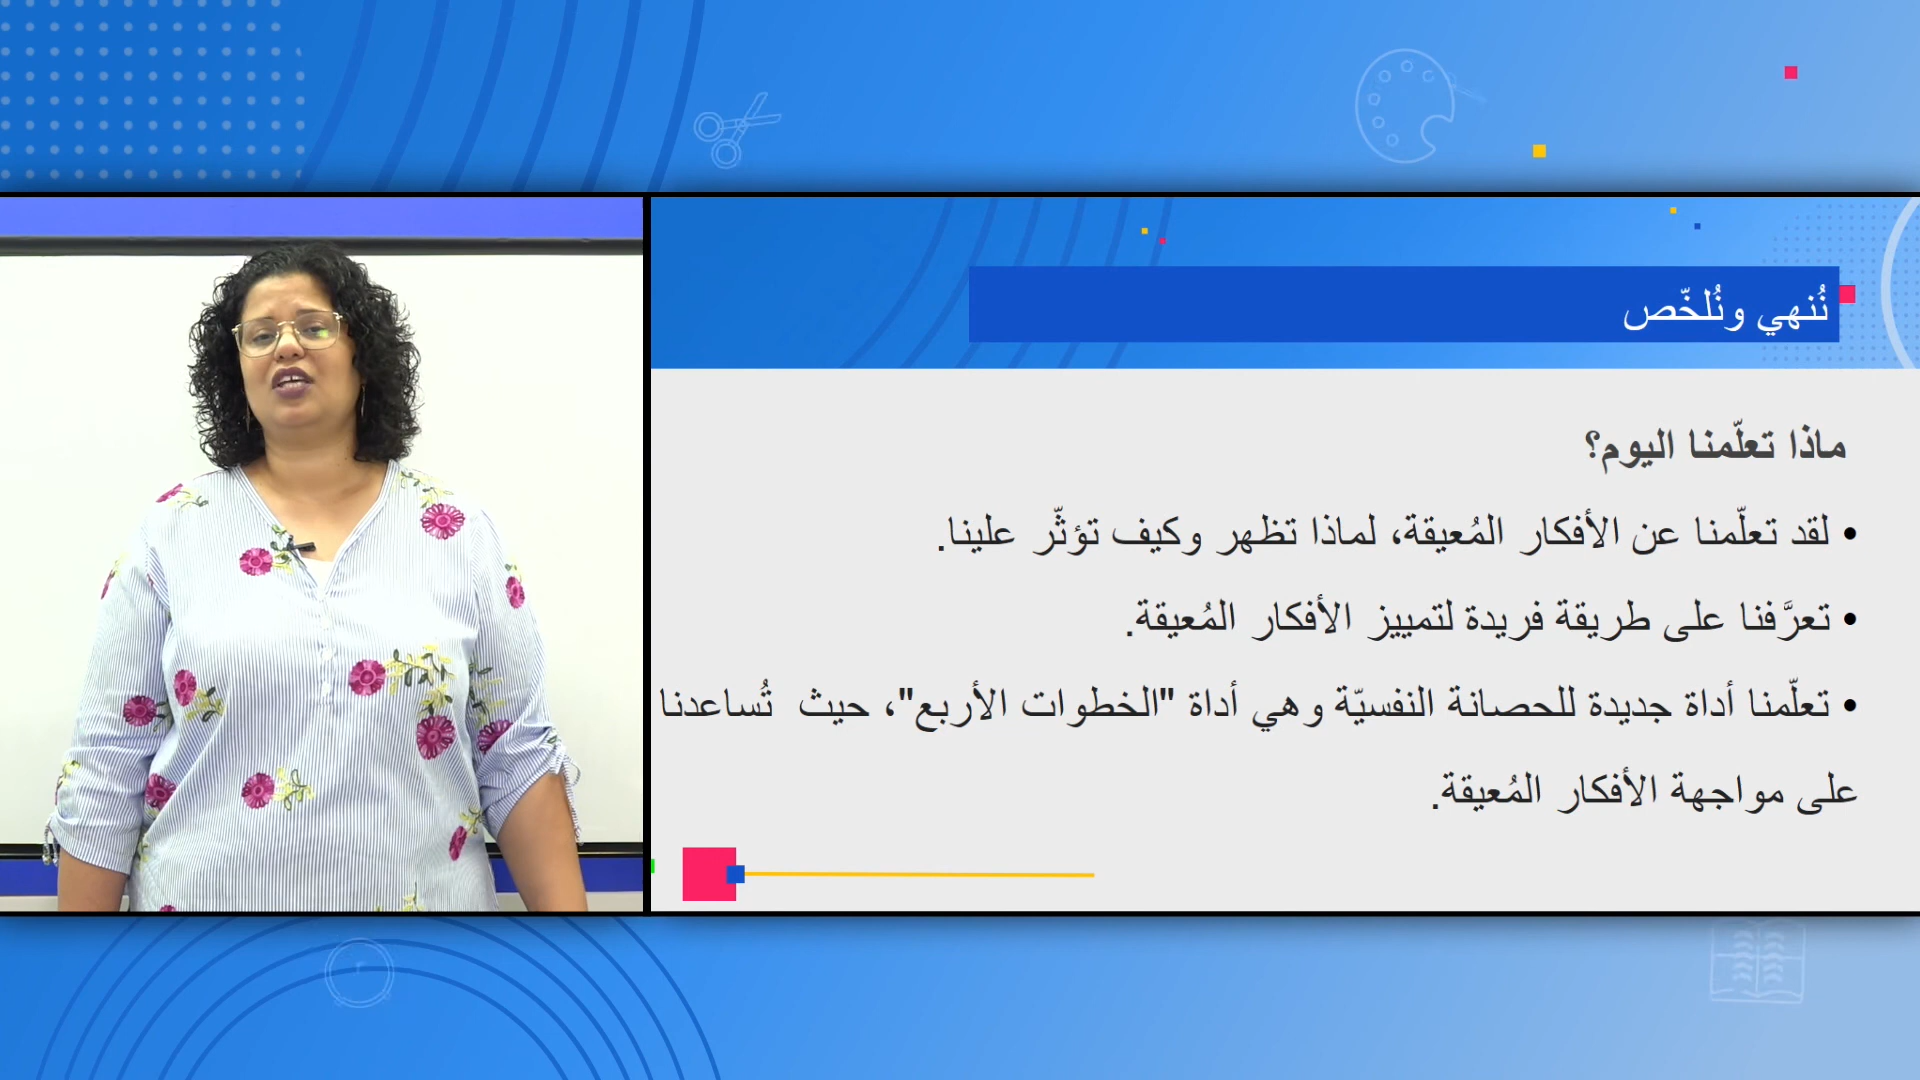 نُنهي ونُلخّص
ماذا تعلّمنا اليوم؟
• لقد تعلّمنا عن الأفكار المُعيقة، لماذا تظهر وكيف تؤثّر علينا.
• تعرَّفنا على طريقة فريدة لتمييز الأفكار المُعيقة.
• تعلّمنا أداة جديدة للحصانة النفسيّة وهي أداة "الخطوات الأربع"، حيث تُساعدنا
على مواجهة الأفكار المُعيقة.